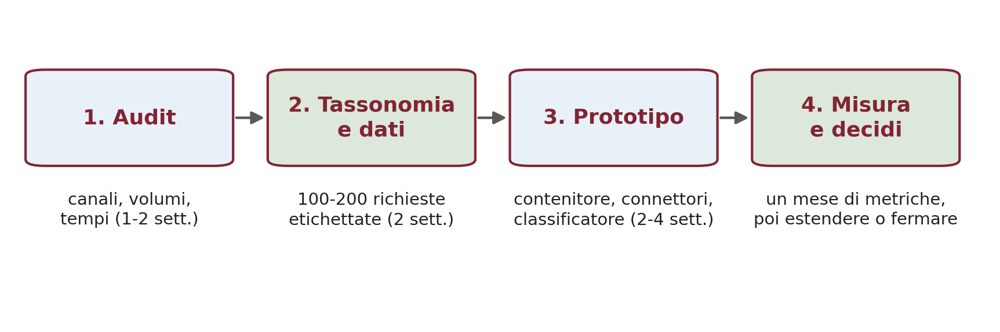 1. Audit
2. Tassonomia
e dati
3. Prototipo
4. Misura
e decidi
canali, volumi,
tempi (1-2 sett.)
100-200 richieste
etichettate (2 sett.)
contenitore, connettori,
classificatore (2-4 sett.)
un mese di metriche,
poi estendere o fermare